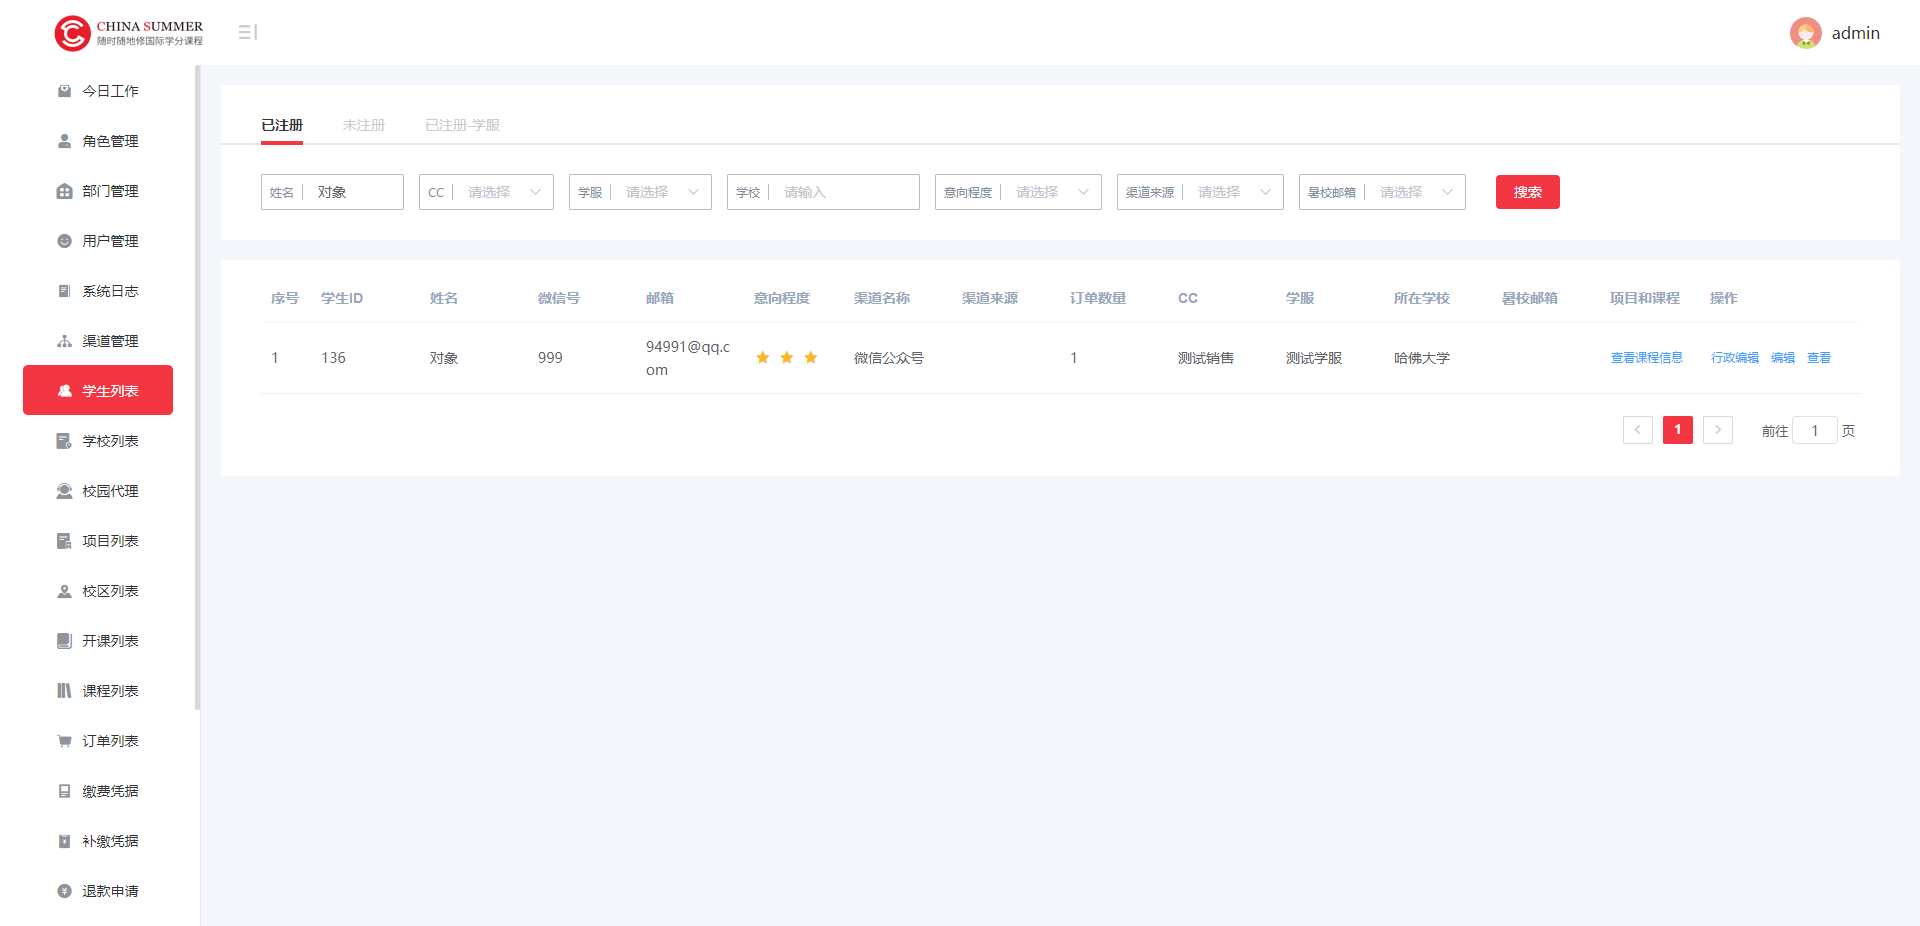 CHINA SUMMER
随时随地修国际学分课程
admin
今日工作
角色管理
部门管理
用户管理
系统日志
渠道管理
学生列表
学校列表
校园代理
项目列表
校区列表
开课列表
课程列表
订单列表
缴费凭据
补缴凭据
退款申请
已注册 未注册 已注册-学服
姓名 对象 CC 请选择 学服 请选择 学校 请输入 意向程度 请选择 渠道来源 请选择 暑校邮箱 请选择 搜索
序号 学生ID 姓名 微信号 邮箱 意向程度 渠道名称 渠道来源 订单数量 CC 学服 所在学校 暑校邮箱 项目和课程 操作
1 136 对象 999 94991@qq.c 微信公众号 1 测试销售 测试学服 哈佛大学 查看课程信息 行政编辑 编辑 查看
om
1 前往 1 页